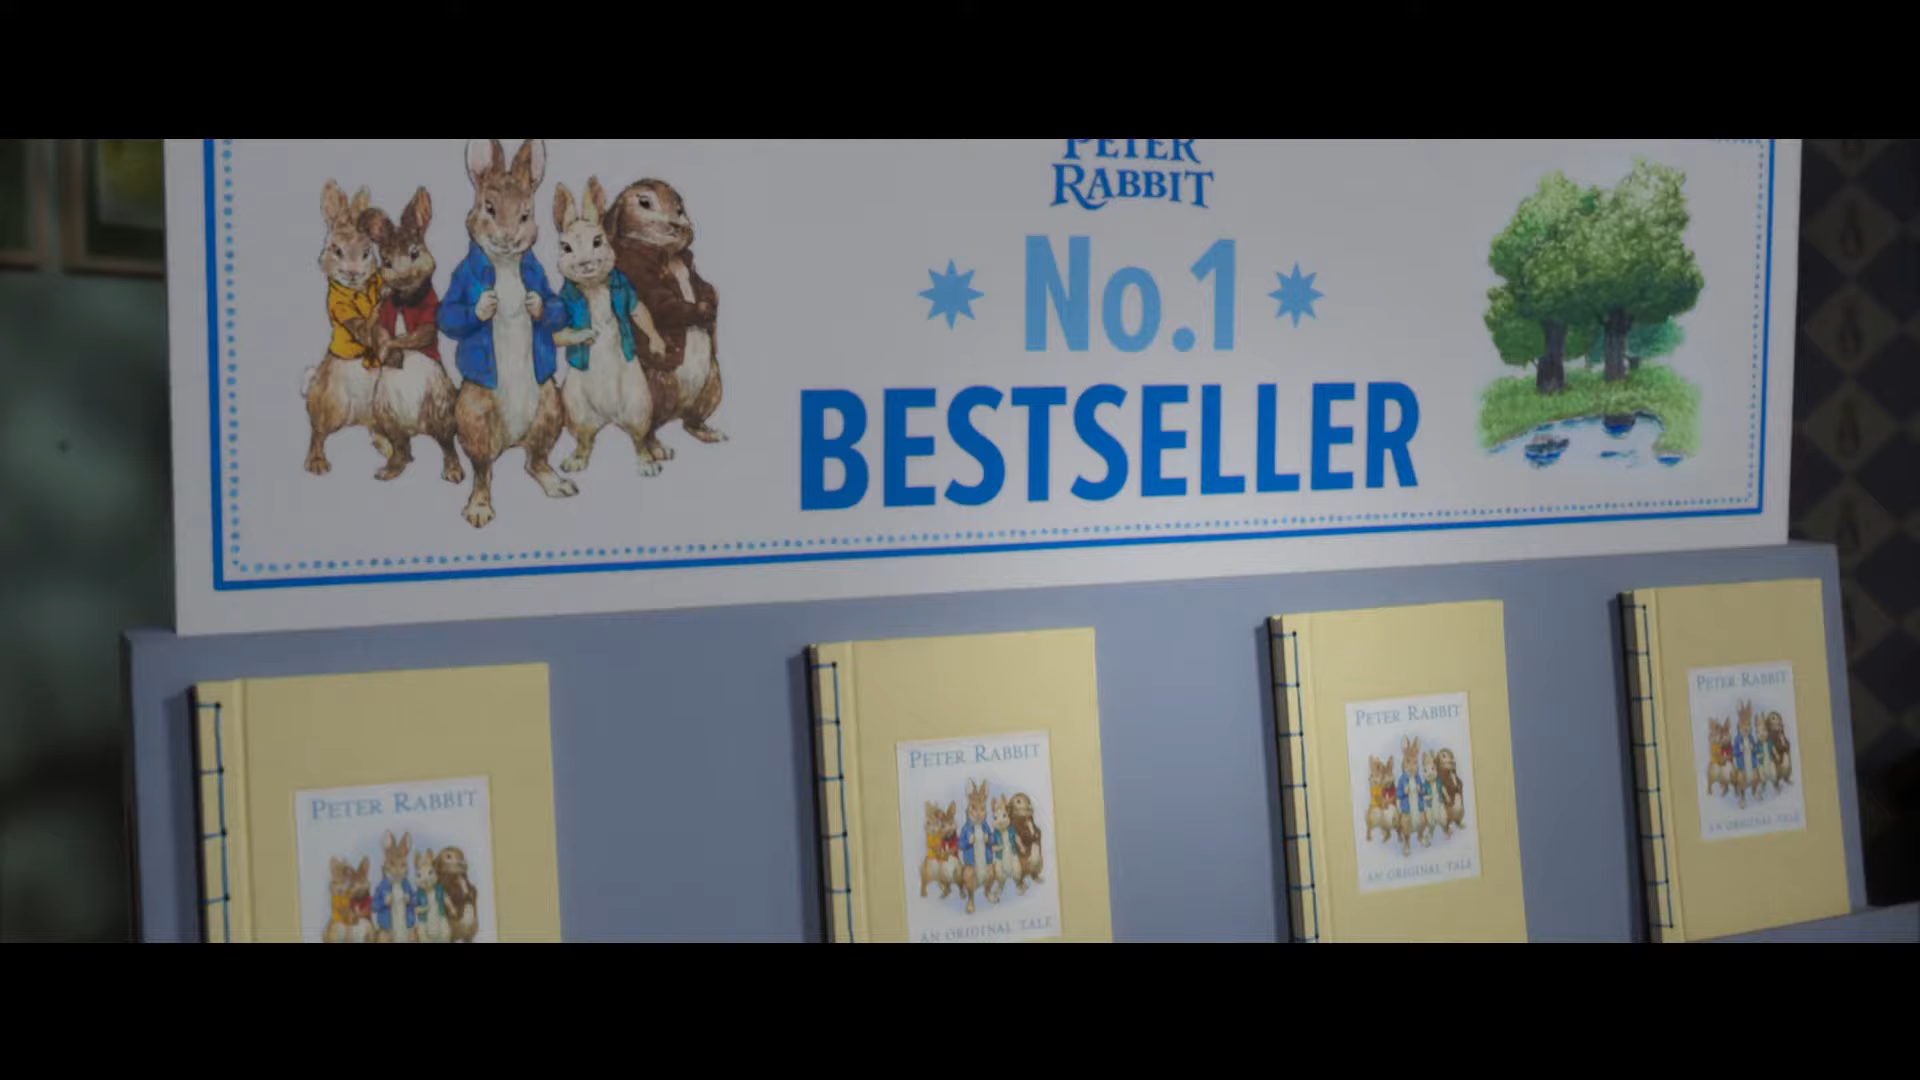 PETER
RABBIT
No.1
BESTSELLER
PETER RABBIT
PETER RABBIT
AN ORIGINAL TALE
PETER RABBIT
AN ORIGINAL TALE
PETER RABBIT
AN ORIGINAL TALE